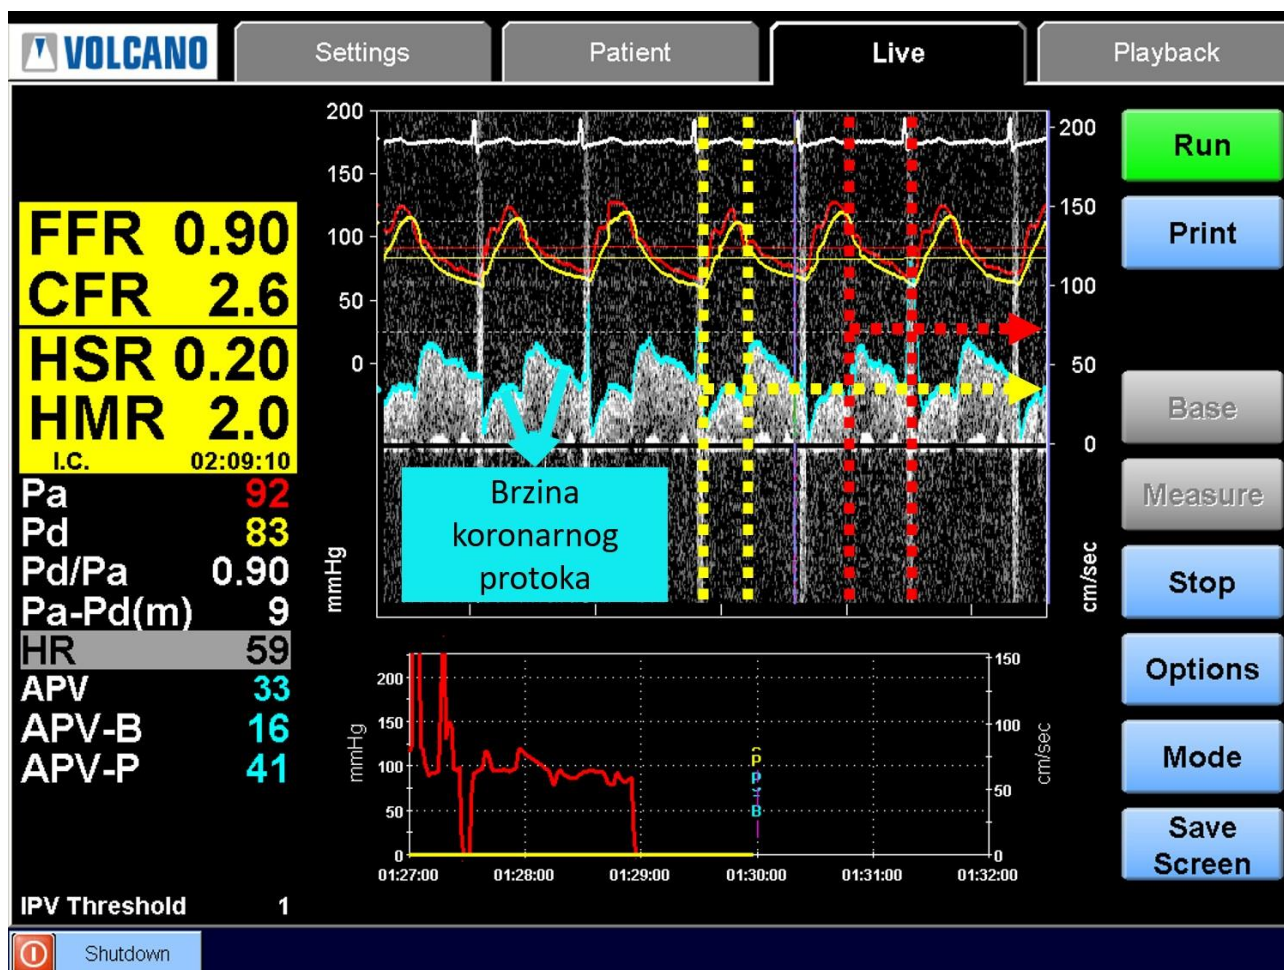 VOLCANO
Settings
Patient
Live
Playback
FFR 0.90
CFR 2.6
HSR 0.20
HMR 2.0
I.C. 02:09:10
Pa 92
Pd 83
Pd/Pa 0.90
Pa-Pd(m) 9
HR 59
APV 33
APV-B 16
APV-P 41
IPV Threshold 1
Shutdown
200
150
100
50
0
mmHg
Brzina
koronarnog
protoka
200
150
100
50
0
cm/sec
200
150
100
50
0
mmHg
P
B
150
100
50
0
cm/sec
01:27:00 01:28:00 01:29:00 01:30:00 01:31:00 01:32:00
Run
Print
Base
Measure
Stop
Options
Mode
Save
Screen